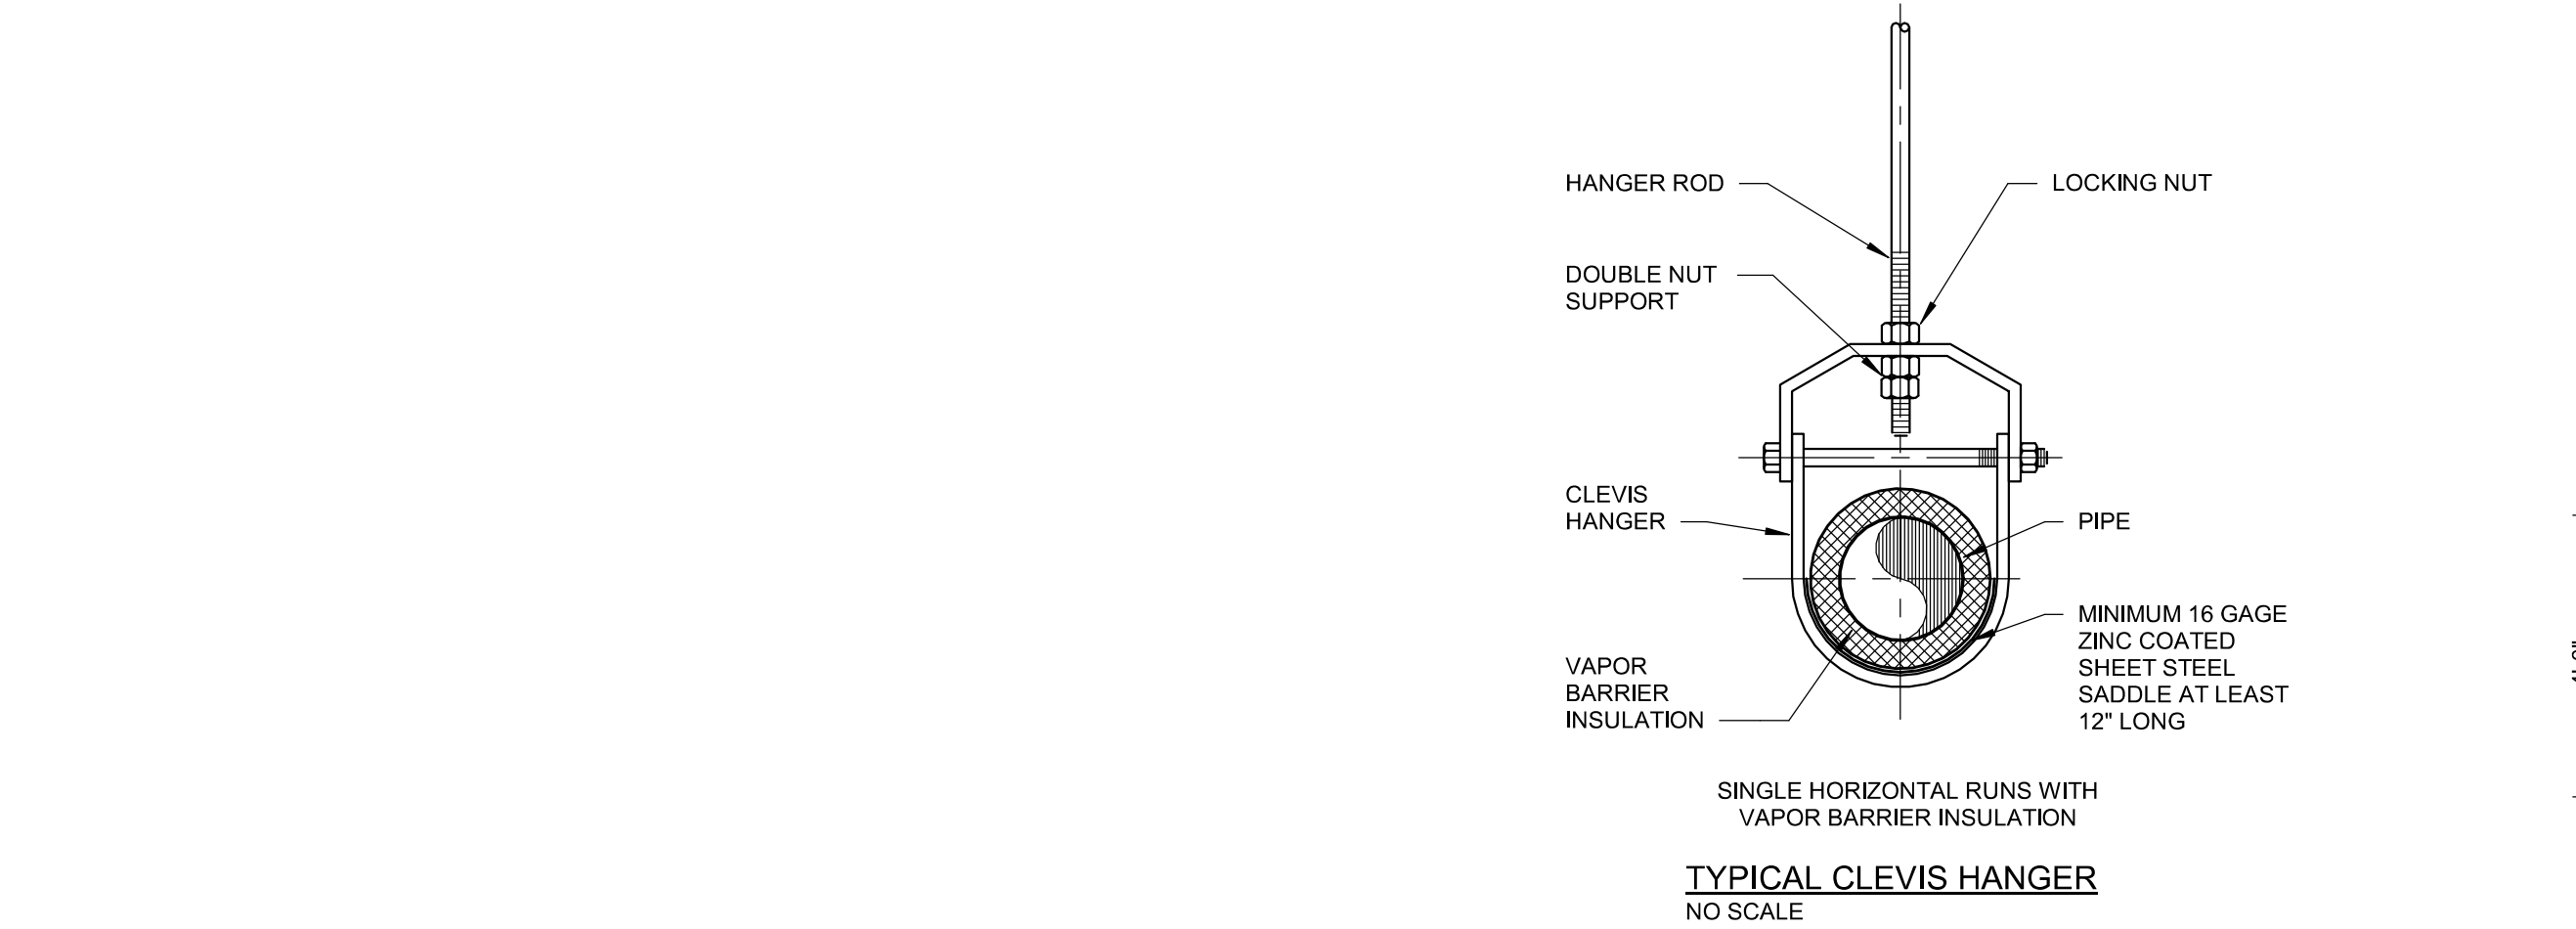 HANGER ROD
LOCKING NUT
DOUBLE NUT
SUPPORT
CLEVIS
HANGER
PIPE
MINIMUM 16 GAGE
ZINC COATED
SHEET STEEL
SADDLE AT LEAST
12" LONG
VAPOR
BARRIER
INSULATION
SINGLE HORIZONTAL RUNS WITH
VAPOR BARRIER INSULATION
TYPICAL CLEVIS HANGER
NO SCALE